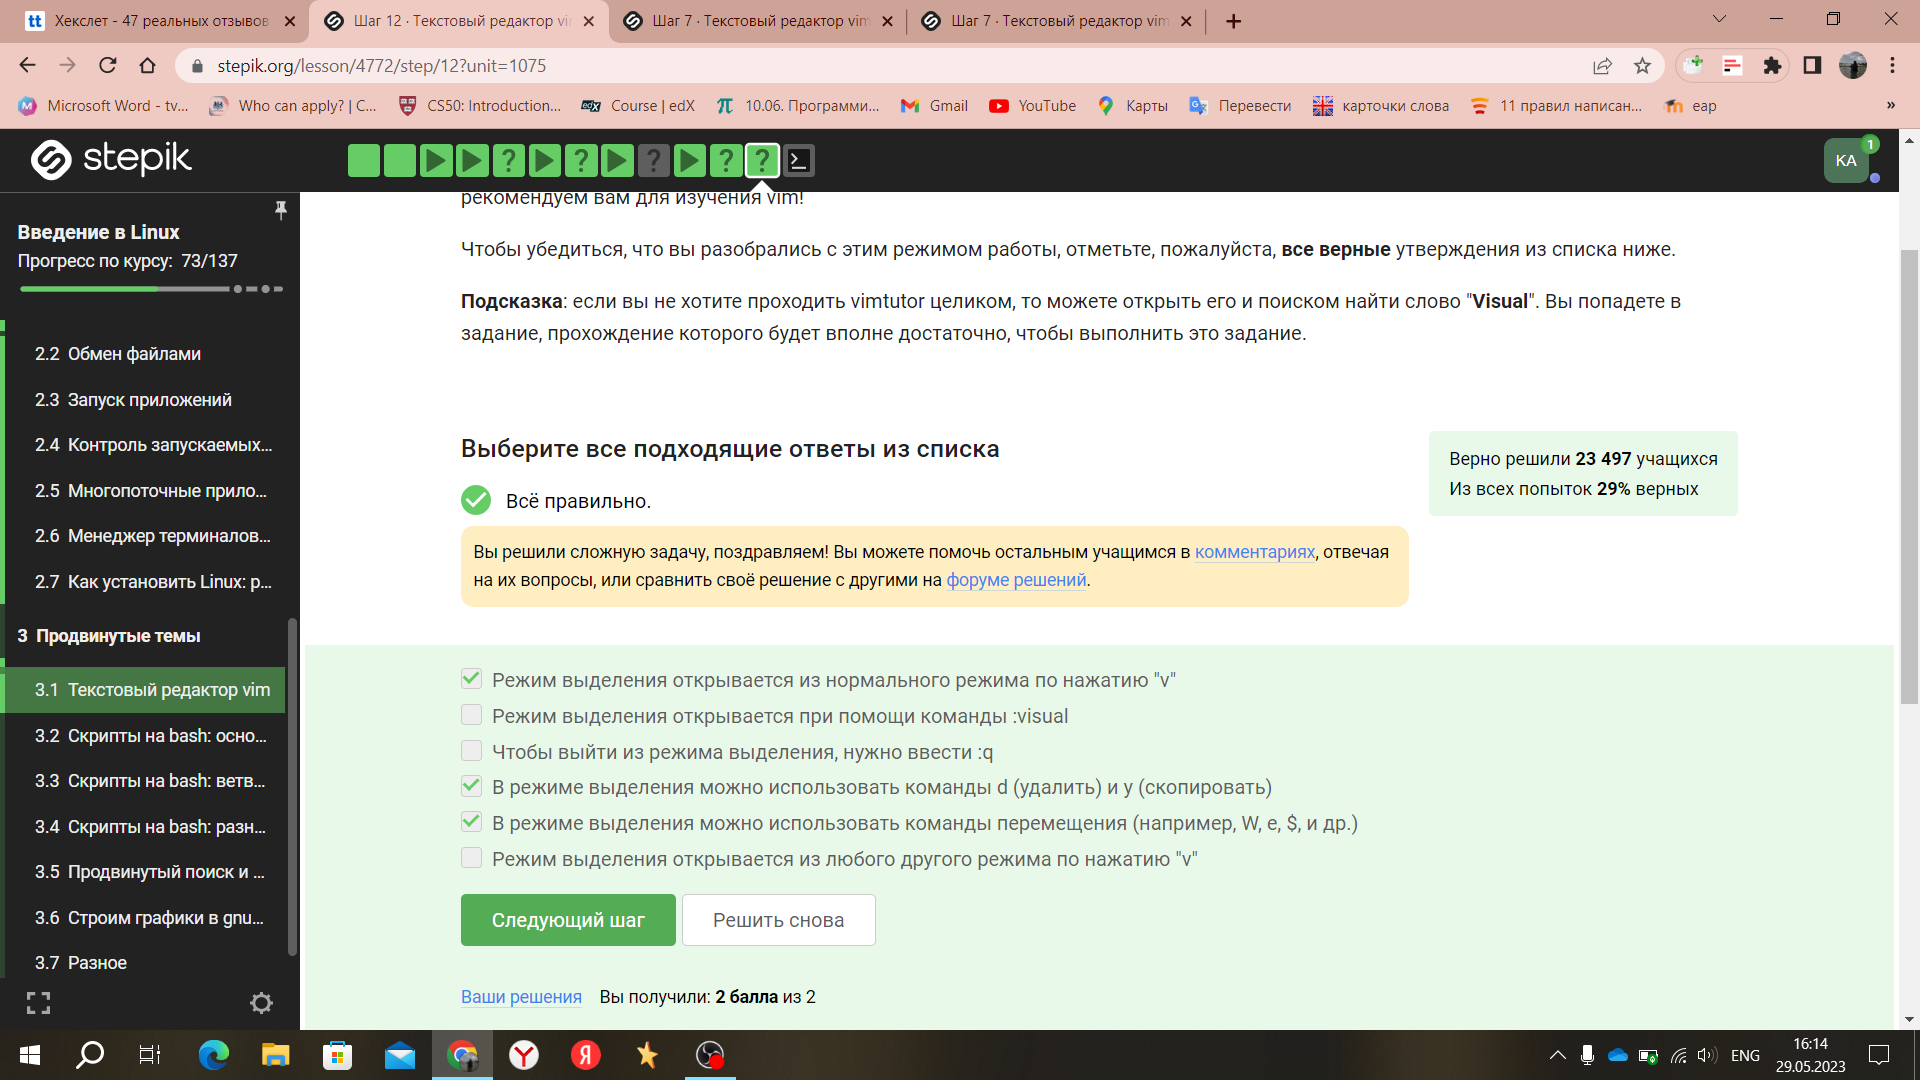 Хекслет - 47 реальных отзывов
Шаг 12 · Текстовый редактор vi
Шаг 7 · Текстовый редактор vim
Шаг 7 · Текстовый редактор vim
stepik.org/lesson/4772/step/12?unit=1075
Microsoft Word - tv...
Who can apply? | C...
CS50: Introduction...
edX
Course | edX
10.06. Программи...
Gmail
YouTube
Карты
Перевести
карточки слова
11 правил написан...
eap
»
stepik
KA
1
Введение в Linux
Прогресс по курсу: 73/137
2.2 Обмен файлами
2.3 Запуск приложений
2.4 Контроль запускаемых...
2.5 Многопоточные прило...
2.6 Менеджер терминалов...
2.7 Как установить Linux: р...
3 Продвинутые темы
3.1 Текстовый редактор vim
3.2 Скрипты на bash: осно...
3.3 Скрипты на bash: ветв...
3.4 Скрипты на bash: разн...
3.5 Продвинутый поиск и ...
3.6 Строим графики в gnu...
3.7 Разное
рекомендуем вам для изучения vim!
Чтобы убедиться, что вы разобрались с этим режимом работы, отметьте, пожалуйста, все верные утверждения из списка ниже.
Подсказка: если вы не хотите проходить vimtutor целиком, то можете открыть его и поиском найти слово "Visual". Вы попадете в
задание, прохождение которого будет вполне достаточно, чтобы выполнить это задание.
Выберите все подходящие ответы из списка
Верно решили 23 497 учащихся
Из всех попыток 29% верных
Всё правильно.
Вы решили сложную задачу, поздравляем! Вы можете помочь остальным учащимся в комментариях, отвечая
на их вопросы, или сравнить своё решение с другими на форуме решений.
Режим выделения открывается из нормального режима по нажатию "v"
Режим выделения открывается при помощи команды :visual
Чтобы выйти из режима выделения, нужно ввести :q
В режиме выделения можно использовать команды d (удалить) и y (скопировать)
В режиме выделения можно использовать команды перемещения (например, W, e, $, и др.)
Режим выделения открывается из любого другого режима по нажатию "v"
Следующий шаг
Решить снова
Ваши решения Вы получили: 2 балла из 2
ENG
16:14
29.05.2023